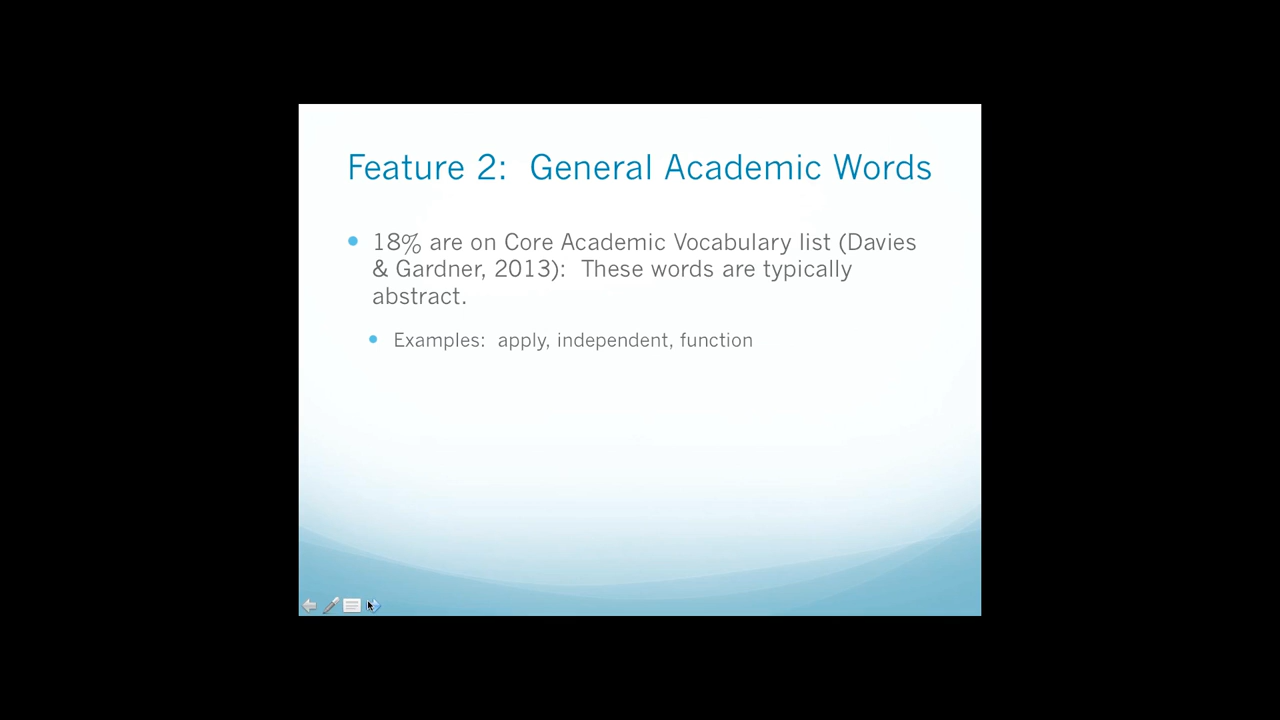 Feature 2:  General Academic Words
18% are on Core Academic Vocabulary list (Davies
& Gardner, 2013):  These words are typically
abstract.
Examples:  apply, independent, function